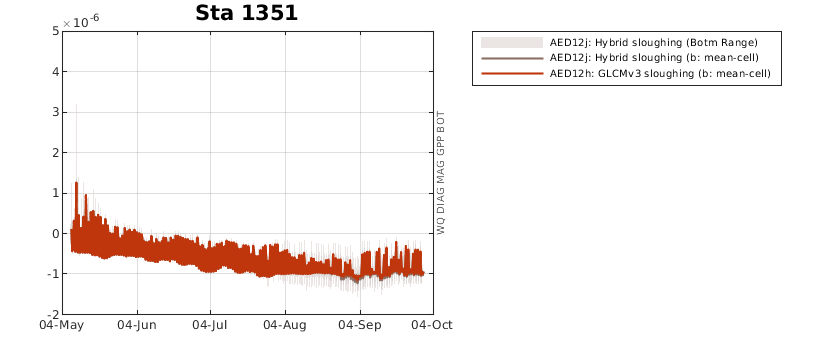 Sta 1351
× 10^-6
5
4
3
2
1
0
-1
-2
04-May 04-Jun 04-Jul 04-Aug 04-Sep 04-Oct
WQ DIAG MAG GPP BOT
AED12j: Hybrid sloughing (Botm Range)
AED12j: Hybrid sloughing (b: mean-cell)
AED12h: GLCMv3 sloughing (b: mean-cell)